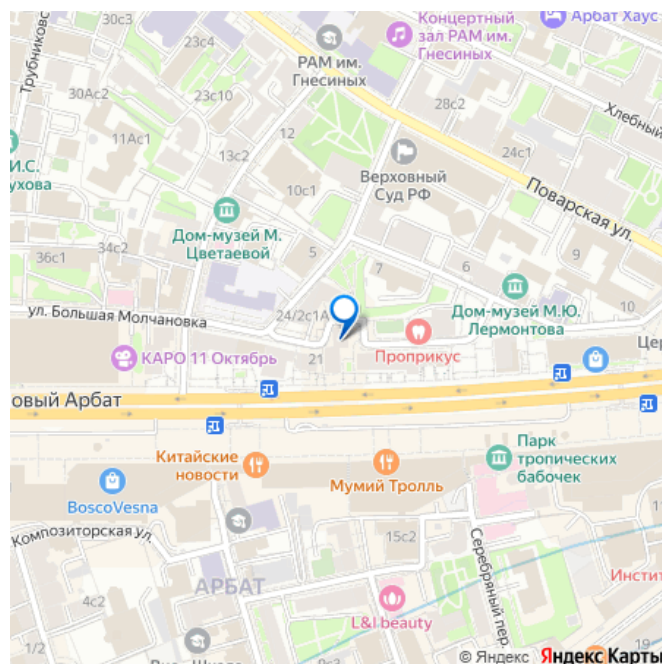 Трубниковс
30с3
23с4
РАМ им.
Гнесиных
Концертный
зал РАМ им.
Гнесиных
Арбат Хаус
30Ас2
23с10
28с2
Хлебный
11Ас1
12
13с2
24с1
Верховный
Суд РФ
И.С.
ухова
10с1
Поварская ул.
34с2
36с1
Дом-музей М.
Цветаевой
5
7
6
9
ул. Большая Молчановка
24/2с1А
Дом-музей М.Ю.
Лермонтова
10
КАРО 11 Октябрь
21
Проприкус
Цер
овый Арбат
Китайские
новости
Мумий Тролль
Парк
тропических
бабочек
BoscoVesna
Композиторская ул.
15с2
Серебряный пер.
АРБАТ
4с2
L&I beauty
Инстит
1/2
30с9
9с1
© Яндекс Яндекс Карты